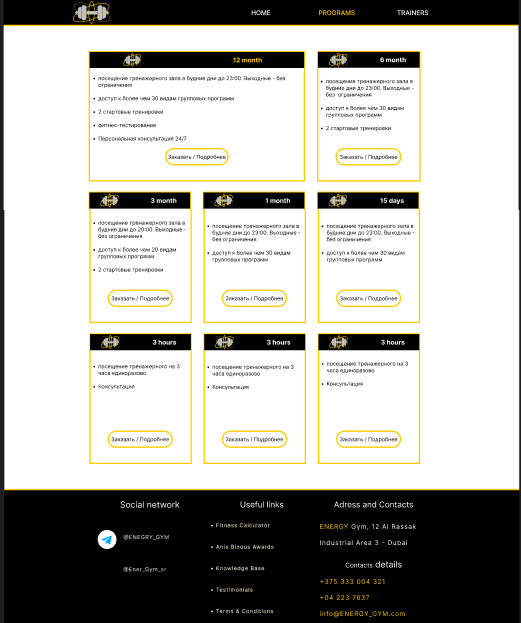 HOME PROGRAMS TRAINERS
12 month
• посещение тренажерного зала в будние дни до 23:00. Выходные - без
ограничения
• доступ к более чем 30 видам групповых программ
• 2 стартовые тренировки
• фитнес-тестирование
• Персональная консультация 24/7
Заказать / Подробнее
6 month
• посещение тренажерного зала в
будние дни до 23:00. Выходные -
без ограничения
• доступ к более чем 30 видам
групповых программ
• 2 стартовые тренировки
Заказать / Подробнее
3 month
• посещение тренажерного зала в
будние дни до 20:00. Выходные -
без ограничения
• доступ к более чем 20 видам
групповых программ
• 2 стартовые тренировки
Заказать / Подробнее
1 month
• посещение тренажерного зала в
будние дни до 23:00. Выходные -
без ограничения
• доступ к более чем 30 видам
групповых программ
Заказать / Подробнее
15 days
• посещение тренажерного зала в
будние дни до 23:00. Выходные -
без ограничения
• доступ к более чем 30 видам
групповых программ
Заказать / Подробнее
3 hours
• посещение тренажерного на 3
часа единоразово
• Консультация
Заказать / Подробнее
3 hours
• посещение тренажерного на 3
часа единоразово
• Консультация
Заказать / Подробнее
3 hours
• посещение тренажерного на 3
часа единоразово
• Консультация
Заказать / Подробнее
Social network
@ENEGRY_GYM
@Ener_Gym_sr
Useful links
• Fitness Calculator
• Anis Binous Awards
• Knowledge Base
• Testimonials
• Terms & Conditions
Adress and Contacts
ENERGY Gym, 12 Al Rassak
Industrial Area 3 - Dubai
Contacts details
+375 333 004 321
+04 223 7637
info@ENERGY_GYM.com